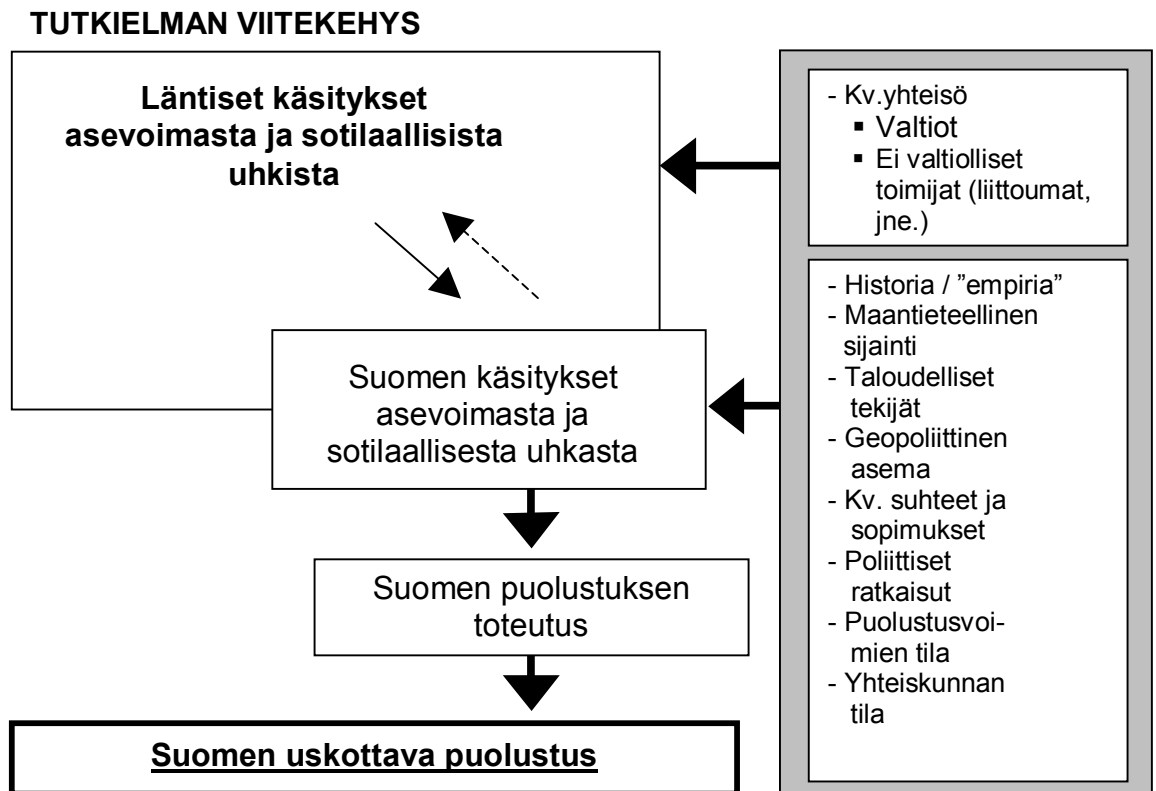 TUTKIELMAN VIITEKEHYS
Läntiset käsitykset
asevoimasta ja sotilaallisista
uhkista
Suomen käsitykset
asevoimasta ja
sotilaallisesta uhkasta
Suomen puolustuksen
toteutus
Suomen uskottava puolustus
- Kv.yhteisö
▪ Valtiot
▪ Ei valtiolliset
toimijat (liittoumat,
jne.)
- Historia / ”empiria”
- Maantieteellinen
sijainti
- Taloudelliset
tekijät
- Geopoliittinen
asema
- Kv. suhteet ja
sopimukset
- Poliittiset
ratkaisut
- Puolustusvoi-
mien tila
- Yhteiskunnan
tila